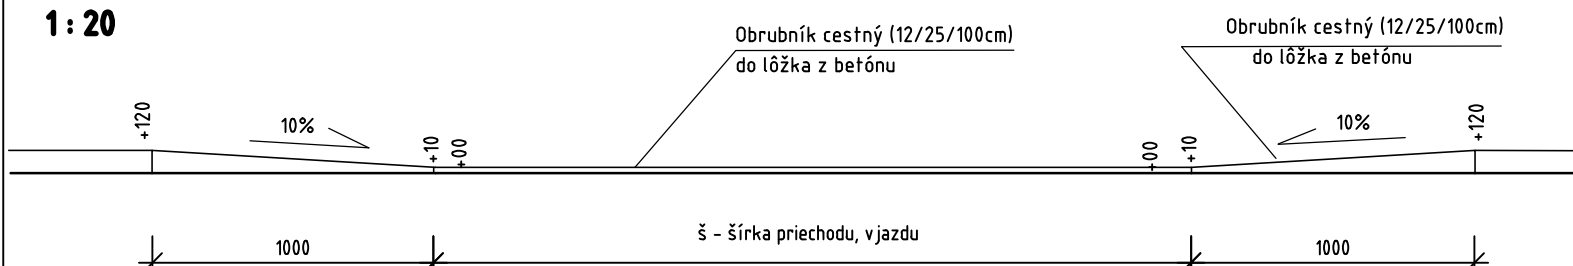 1:20
Obrubník cestný (12/25/100cm)
do lôžka z betónu
Obrubník cestný (12/25/100cm)
do lôžka z betónu
+120
10%
+10
+00
+00
+10
10%
+120
1000
š - šírka priechodu, vjazdu
1000